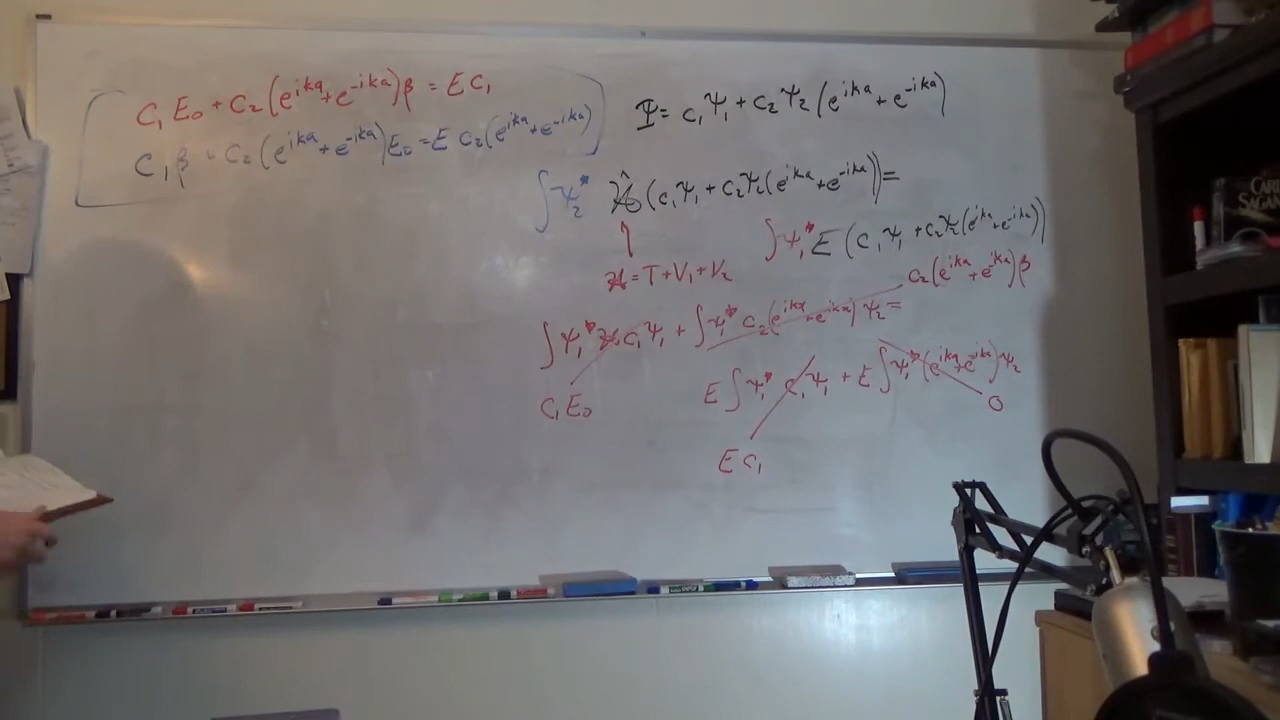 C₁E₀ + C₂(e^{ika} + e^{-ika})β = EC₁
C₁β + C₂(e^{ika} + e^{-ika})E₀ = E C₂(e^{ika} + e^{-ika})
Ψ = c₁ψ₁ + c₂ψ₂(e^{ika} + e^{-ika})
∫ψ₂* Ĥ(c₁ψ₁ + c₂ψ₂(e^{ika} + e^{-ika})) =
∫ψ₁* E(c₁ψ₁ + c₂ψ₂(e^{ika} + e^{-ika}))
H = T + V₁ + V₂
c₂(e^{ika} + e^{-ika})β
∫ψ₁* H c₁ψ₁ + ∫ψ₁* c₂(e^{ika} + e^{-ika})ψ₂ =
C₁E₀
E∫ψ₁* c₁ψ₁ + E∫ψ₁*(e^{ika} + e^{-ika})ψ₂
0
EC₁
CARL
SAGAN